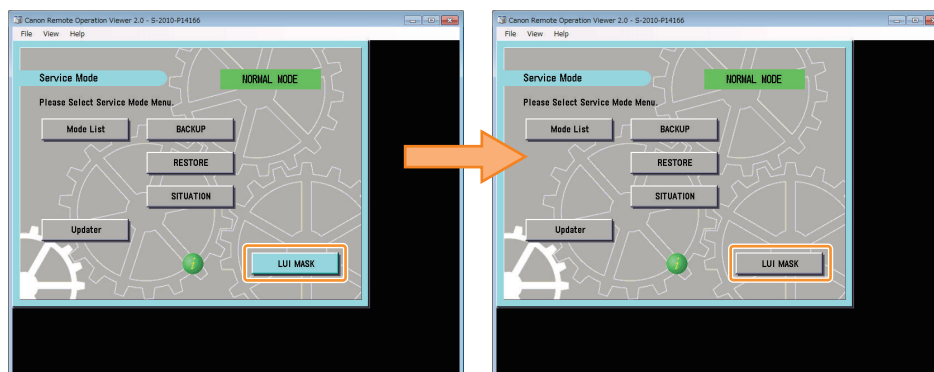 Canon Remote Operation Viewer 2.0 - S-2010-P14166
File View Help
Service Mode
NORMAL MODE
Please Select Service Mode Menu.
Mode List
BACKUP
RESTORE
SITUATION
Updater
i
LUI MASK
Canon Remote Operation Viewer 2.0 - S-2010-P14166
File View Help
Service Mode
NORMAL MODE
Please Select Service Mode Menu.
Mode List
BACKUP
RESTORE
SITUATION
Updater
i
LUI MASK